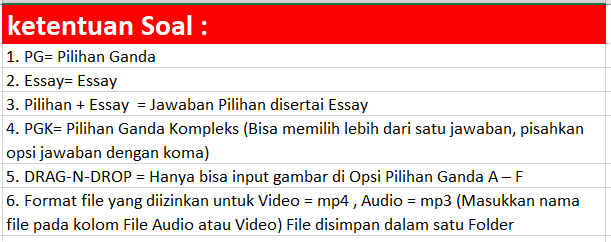 ketentuan Soal :
1. PG= Pilihan Ganda
2. Essay= Essay
3. Pilihan + Essay  = Jawaban Pilihan disertai Essay
4. PGK= Pilihan Ganda Kompleks (Bisa memilih lebih dari satu jawaban, pisahkan
opsi jawaban dengan koma)
5. DRAG-N-DROP = Hanya bisa input gambar di Opsi Pilihan Ganda A – F
6. Format file yang diizinkan untuk Video = mp4 , Audio = mp3 (Masukkan nama
file pada kolom File Audio atau Video) File disimpan dalam satu Folder